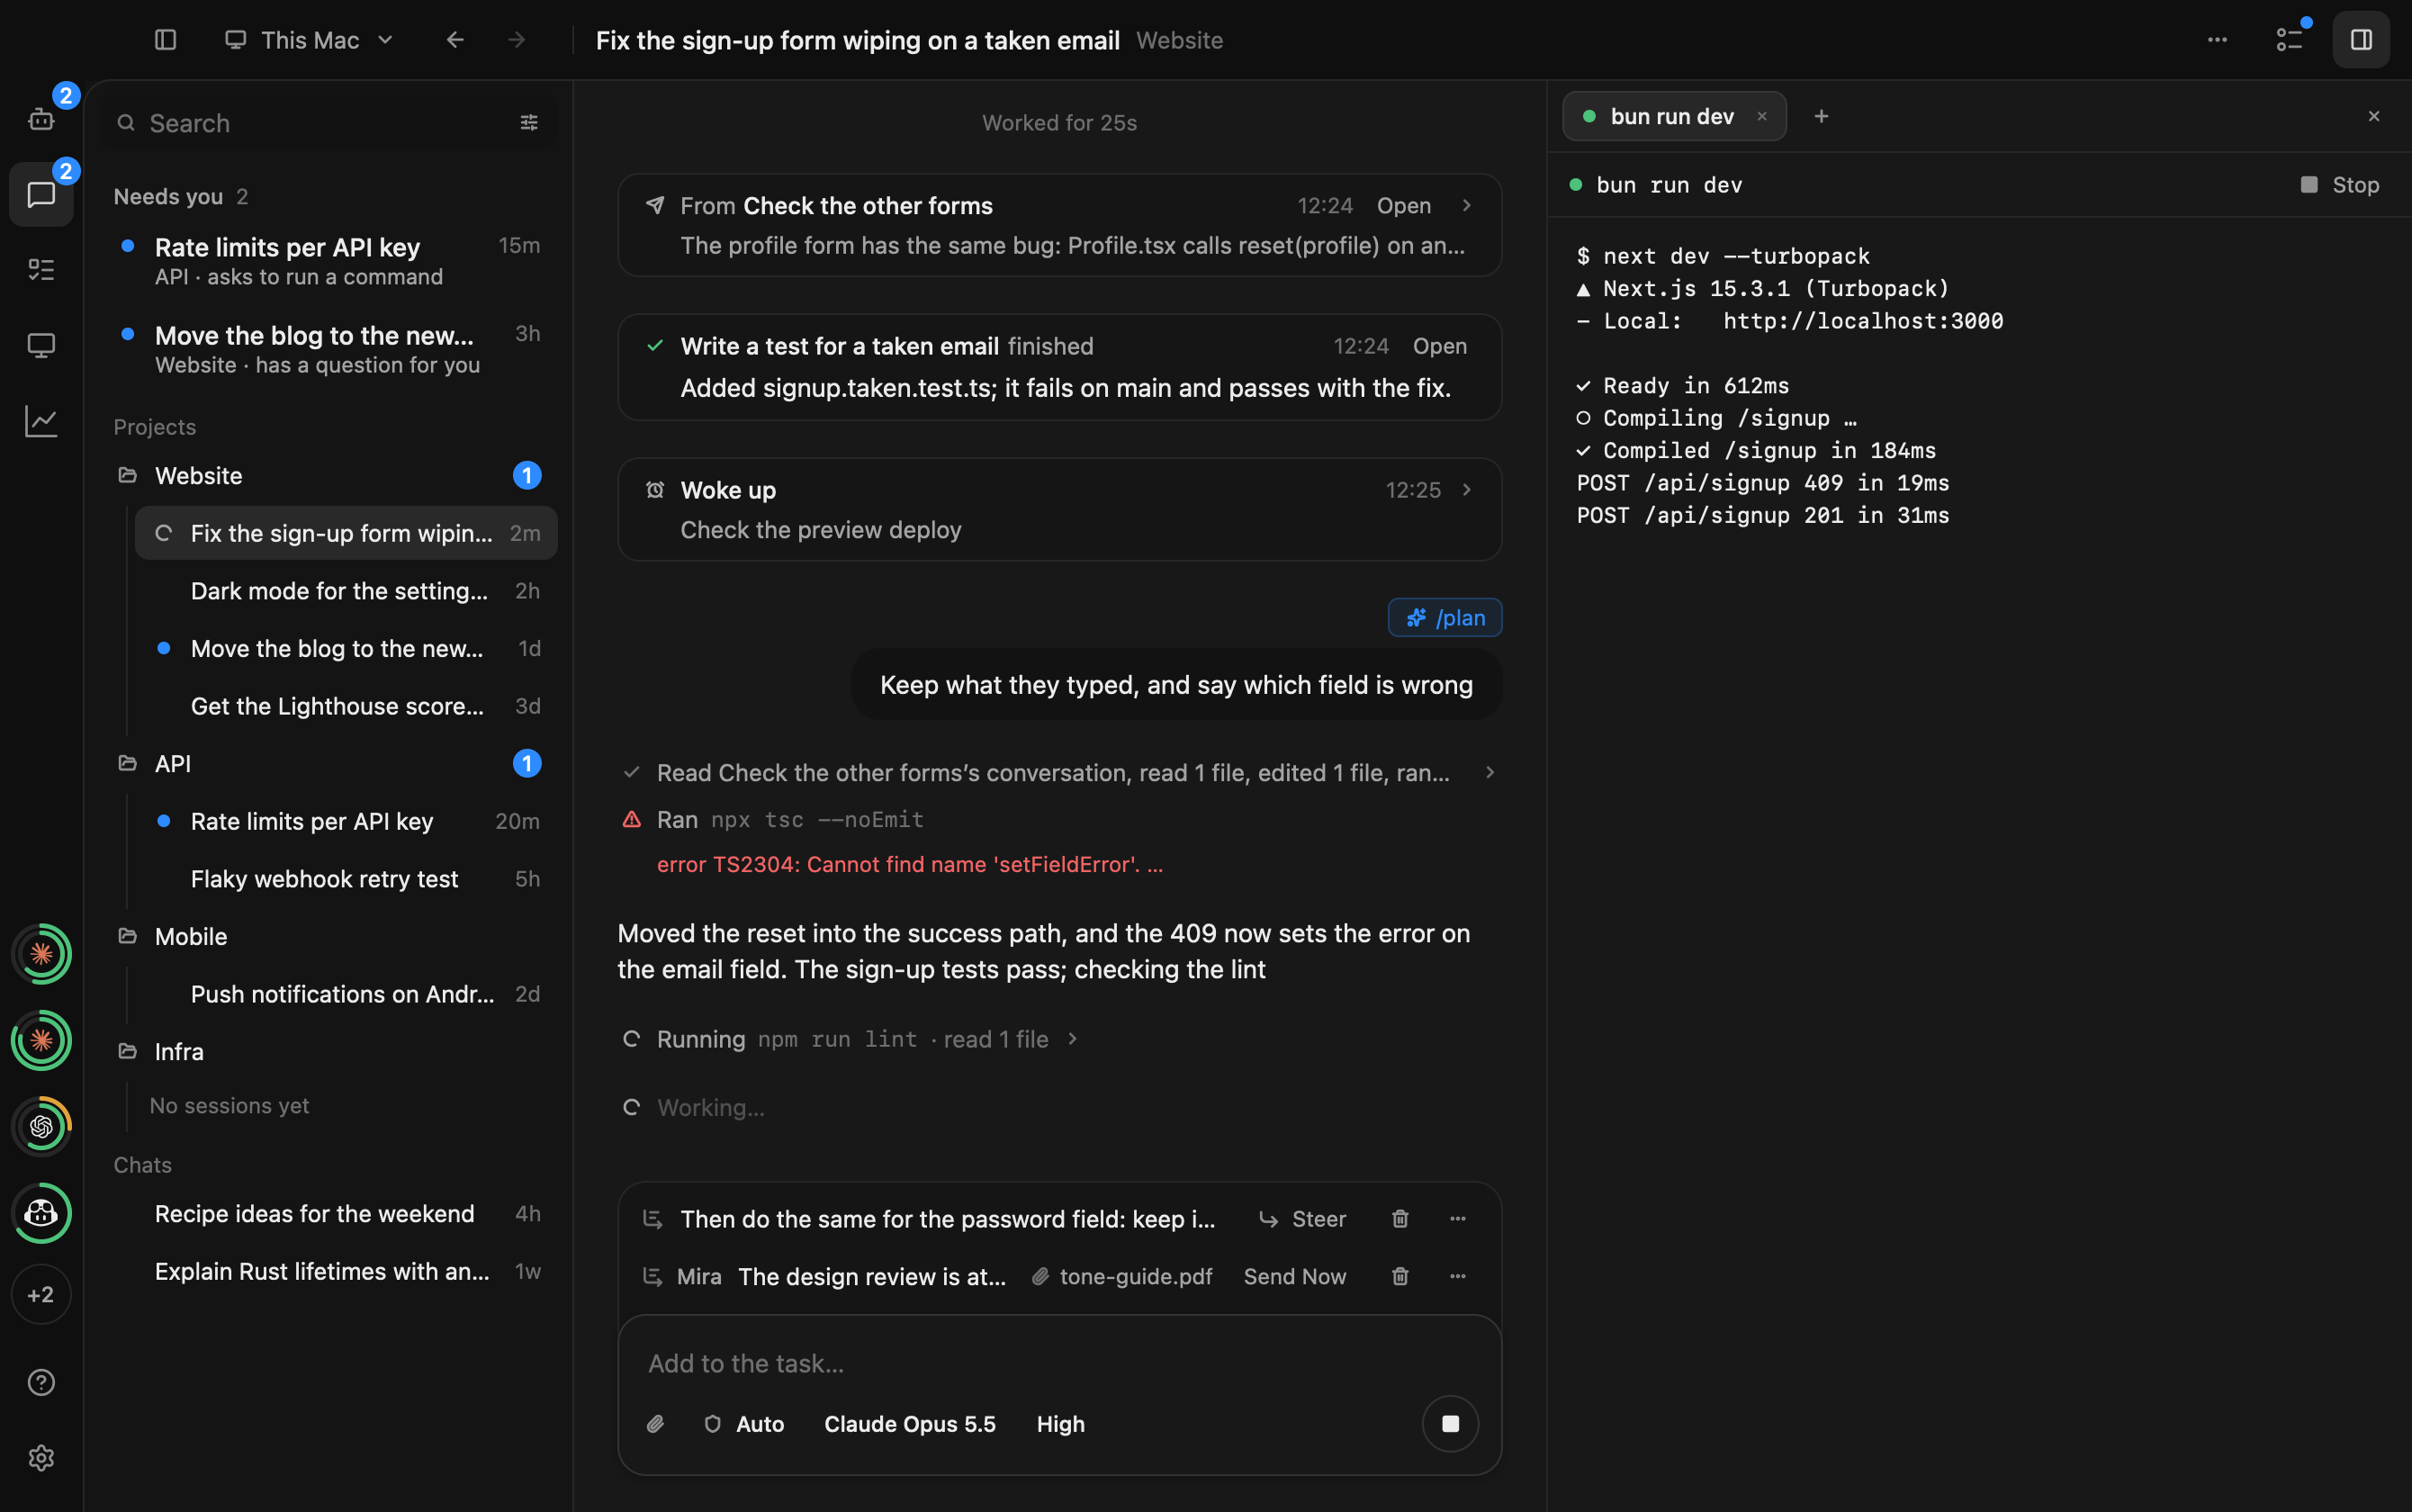 This Mac
Fix the sign-up form wiping on a taken email Website
2
2
+2
Search
Needs you 2
Rate limits per API key 15m
API · asks to run a command
Move the blog to the new... 3h
Website · has a question for you
Projects
Website 1
Fix the sign-up form wipin... 2m
Dark mode for the setting... 2h
Move the blog to the new... 1d
Get the Lighthouse score... 3d
API 1
Rate limits per API key 20m
Flaky webhook retry test 5h
Mobile
Push notifications on Andr... 2d
Infra
No sessions yet
Chats
Recipe ideas for the weekend 4h
Explain Rust lifetimes with an... 1w
Worked for 25s
From Check the other forms 12:24 Open
The profile form has the same bug: Profile.tsx calls reset(profile) on an...
Write a test for a taken email finished 12:24 Open
Added signup.taken.test.ts; it fails on main and passes with the fix.
Woke up 12:25
Check the preview deploy
/plan
Keep what they typed, and say which field is wrong
Read Check the other forms’s conversation, read 1 file, edited 1 file, ran...
Ran npx tsc --noEmit
error TS2304: Cannot find name 'setFieldError'. ...
Moved the reset into the success path, and the 409 now sets the error on
the email field. The sign-up tests pass; checking the lint
Running npm run lint · read 1 file
Working...
Then do the same for the password field: keep i... Steer
Mira The design review is at... tone-guide.pdf Send Now
Add to the task...
Auto Claude Opus 5.5 High
bun run dev
bun run dev Stop
$ next dev --turbopack
▲ Next.js 15.3.1 (Turbopack)
- Local: http://localhost:3000
✓ Ready in 612ms
○ Compiling /signup …
✓ Compiled /signup in 184ms
POST /api/signup 409 in 19ms
POST /api/signup 201 in 31ms